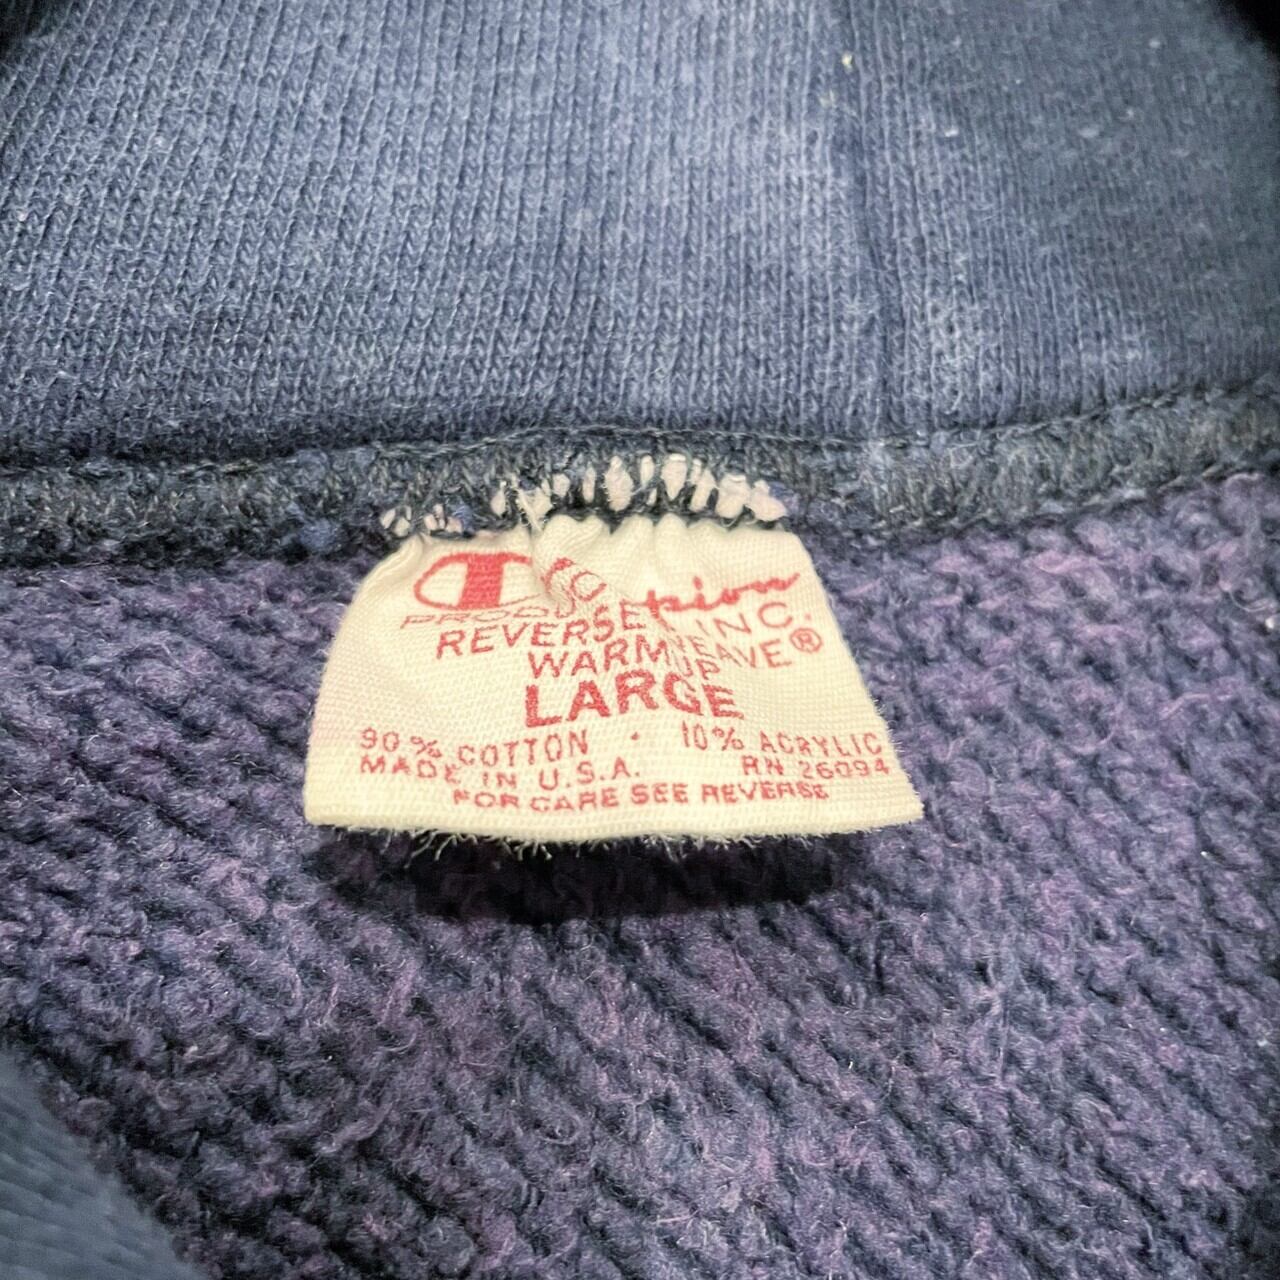 Champion
PRODUCTS INC.
REVERSE WEAVE®
WARM UP
LARGE
90% COTTON · 10% ACRYLIC
MADE IN U.S.A. RN 26094
FOR CARE SEE REVERSE